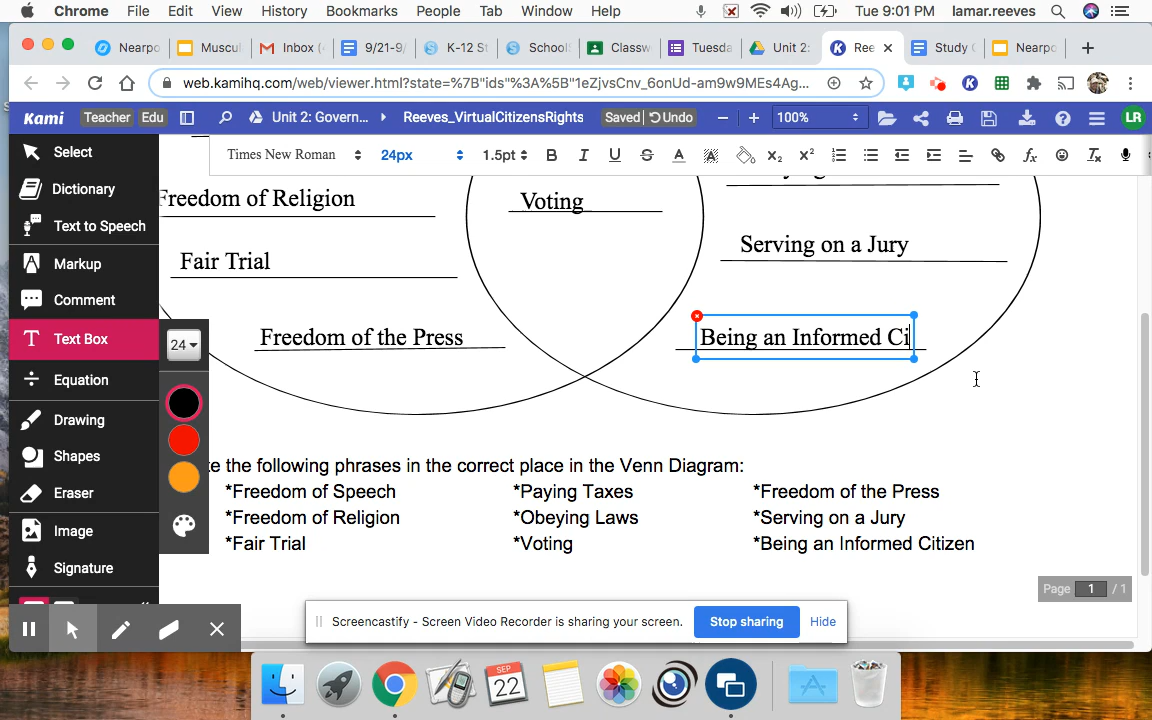 Chrome File Edit View History Bookmarks People Tab Window Help Tue 9:01 PM lamar.reeves
Nearpo Muscul Inbox ( 9/21-9/ K-12 St School Classw Tuesda Unit 2: Ree Study Nearpo
web.kamihq.com/web/viewer.html?state=%7B"ids"%3A%5B"1eZjvsCnv_6onUd-am9w9MEs4Ag...
Kami Teacher Edu Unit 2: Govern... Reeves_VirtualCitizensRights Saved Undo 100% LR
Select
Dictionary
Text to Speech
Markup
Comment
Text Box
Equation
Drawing
Shapes
Eraser
Image
Signature
24
Times New Roman 24px 1.5pt B I U S A
Freedom of Religion
Voting
Serving on a Jury
Fair Trial
Freedom of the Press
Being an Informed Ci
e the following phrases in the correct place in the Venn Diagram:
*Freedom of Speech *Paying Taxes *Freedom of the Press
*Freedom of Religion *Obeying Laws *Serving on a Jury
*Fair Trial *Voting *Being an Informed Citizen
Page 1 / 1
Screencastify - Screen Video Recorder is sharing your screen. Stop sharing Hide
SEP
22